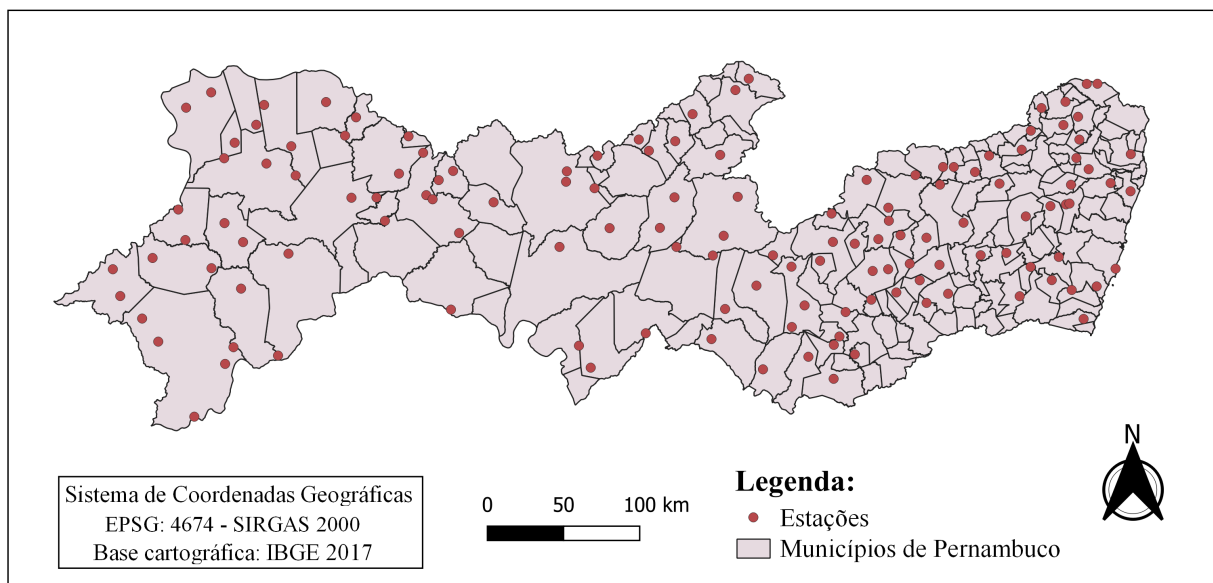 N
Sistema de Coordenadas Geográficas
EPSG: 4674 - SIRGAS 2000
Base cartográfica: IBGE 2017
0 50 100 km
Legenda:
Estações
Municípios de Pernambuco